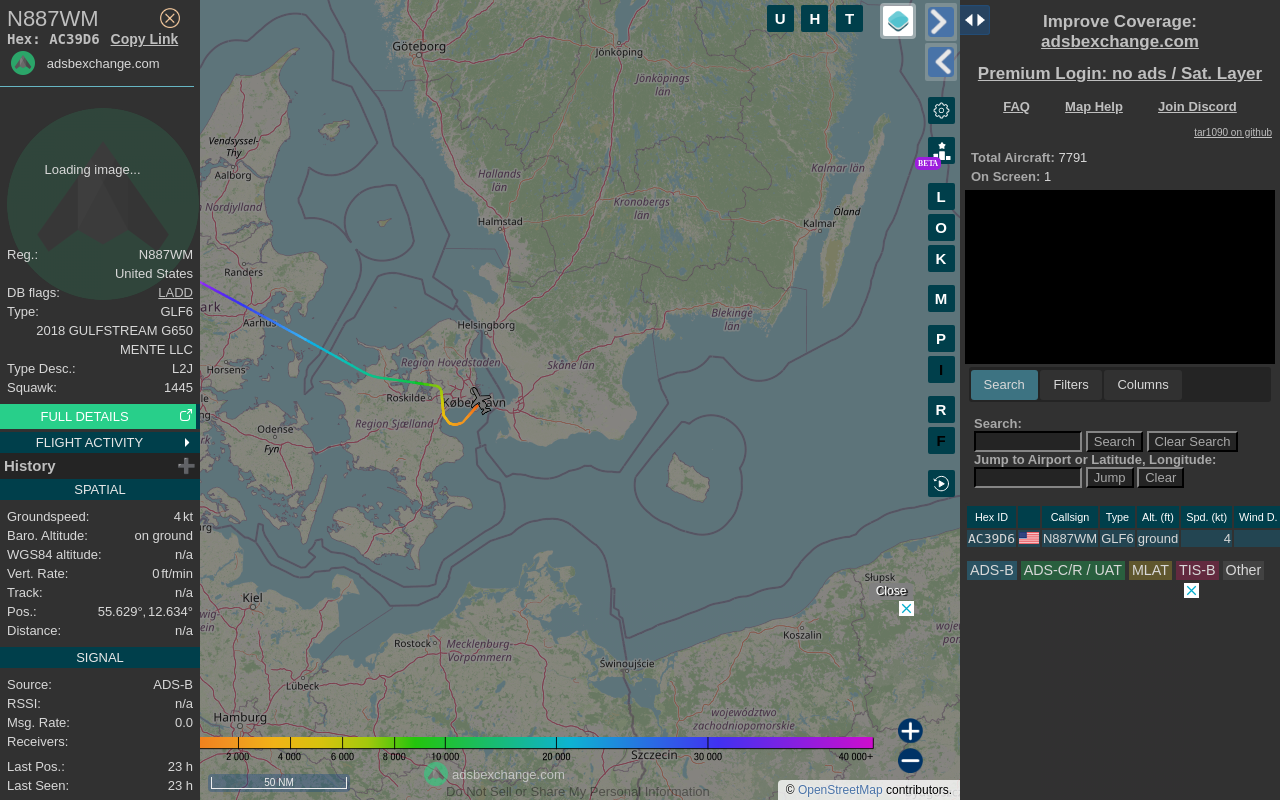 N887WM
Hex: AC39D6 Copy Link
adsbexchange.com
Loading image...
Reg.: N887WM
United States
DB flags: LADD
Type: GLF6
2018 GULFSTREAM G650
MENTE LLC
Type Desc.: L2J
Squawk: 1445
FULL DETAILS
FLIGHT ACTIVITY
History
SPATIAL
Groundspeed: 4 kt
Baro. Altitude: on ground
WGS84 altitude: n/a
Vert. Rate: 0 ft/min
Track: n/a
Pos.: 55.629°, 12.634°
Distance: n/a
SIGNAL
Source: ADS-B
RSSI: n/a
Msg. Rate: 0.0
Receivers:
Last Pos.: 23 h
Last Seen: 23 h
U H T
Göteborg
Jönköping
Jönköpings län
Vendsyssel-Thy
Aalborg
Nordjylland
Hallands län
Kronobergs län
Kalmar län
Öland
Kalmar
Halmstad
Randers
ark
Aarhus
Blekinge län
Helsingborg
Horsens
Region Hovedstaden
Skåne län
Roskilde
København
Region Sjælland
Odense
Fyn
Kiel
Słupsk
Close
Koszalin
Rostock
Mecklenburg-Vorpommern
Świnoujście
Lübeck
Hamburg
województwo zachodniopomorskie
Szczecin
2 000 4 000 6 000 8 000 10 000 20 000 30 000 40 000+
50 NM
adsbexchange.com
Do Not Sell or Share My Personal Information
© OpenStreetMap contributors.
BETA
L
O
K
M
P
I
R
F
Improve Coverage:
adsbexchange.com
Premium Login: no ads / Sat. Layer
FAQ Map Help Join Discord
tar1090 on github
Total Aircraft: 7791
On Screen: 1
Search Filters Columns
Search:
Search Clear Search
Jump to Airport or Latitude, Longitude:
Jump Clear
Hex ID Callsign Type Alt. (ft) Spd. (kt) Wind D.
AC39D6 N887WM GLF6 ground 4
ADS-B ADS-C/R / UAT MLAT TIS-B Other